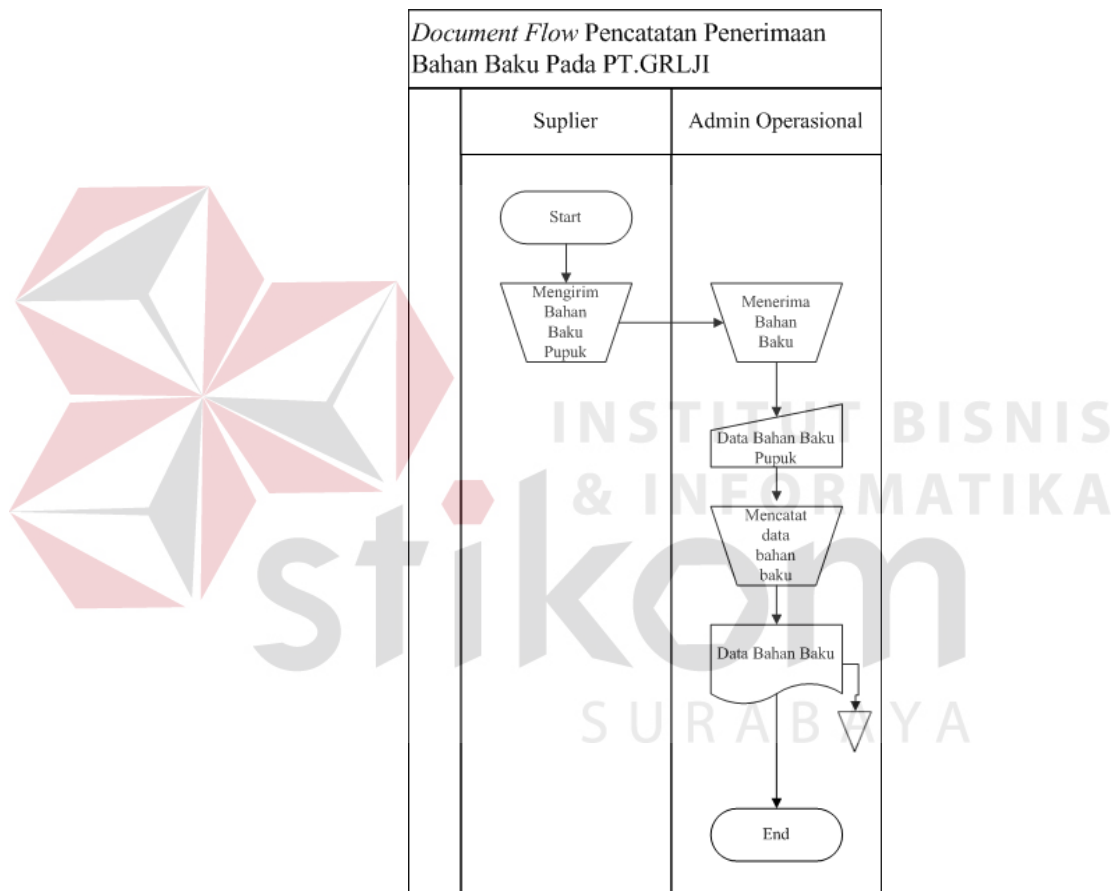 Document Flow Pencatatan Penerimaan
Bahan Baku Pada PT.GRLJI
Suplier
Admin Operasional
Start
Mengirim
Bahan
Baku
Pupuk
Menerima
Bahan
Baku
Data Bahan Baku
Pupuk
Mencatat
data
bahan
baku
Data Bahan Baku
End
INSTITUT BISNIS
& INFORMATIKA
stikom
SURABAYA